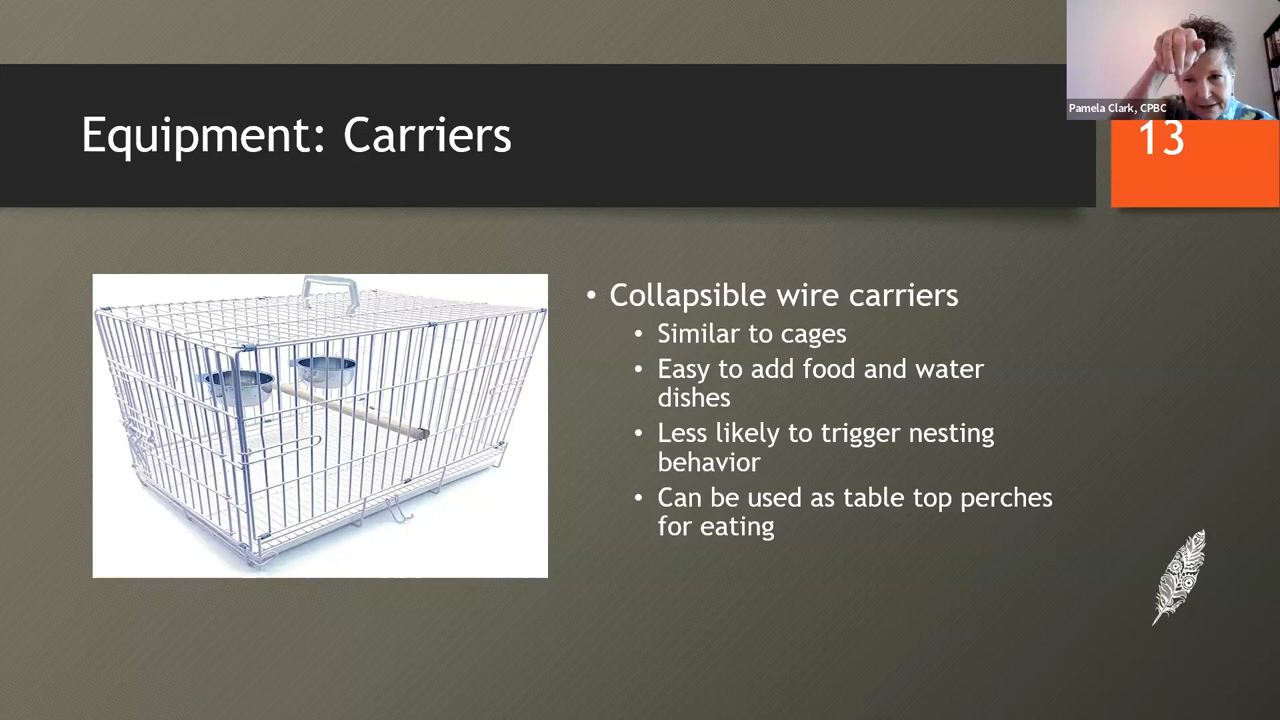 Pamela Clark, CPBC
Equipment: Carriers
13
• Collapsible wire carriers
• Similar to cages
• Easy to add food and water
dishes
• Less likely to trigger nesting
behavior
• Can be used as table top perches
for eating